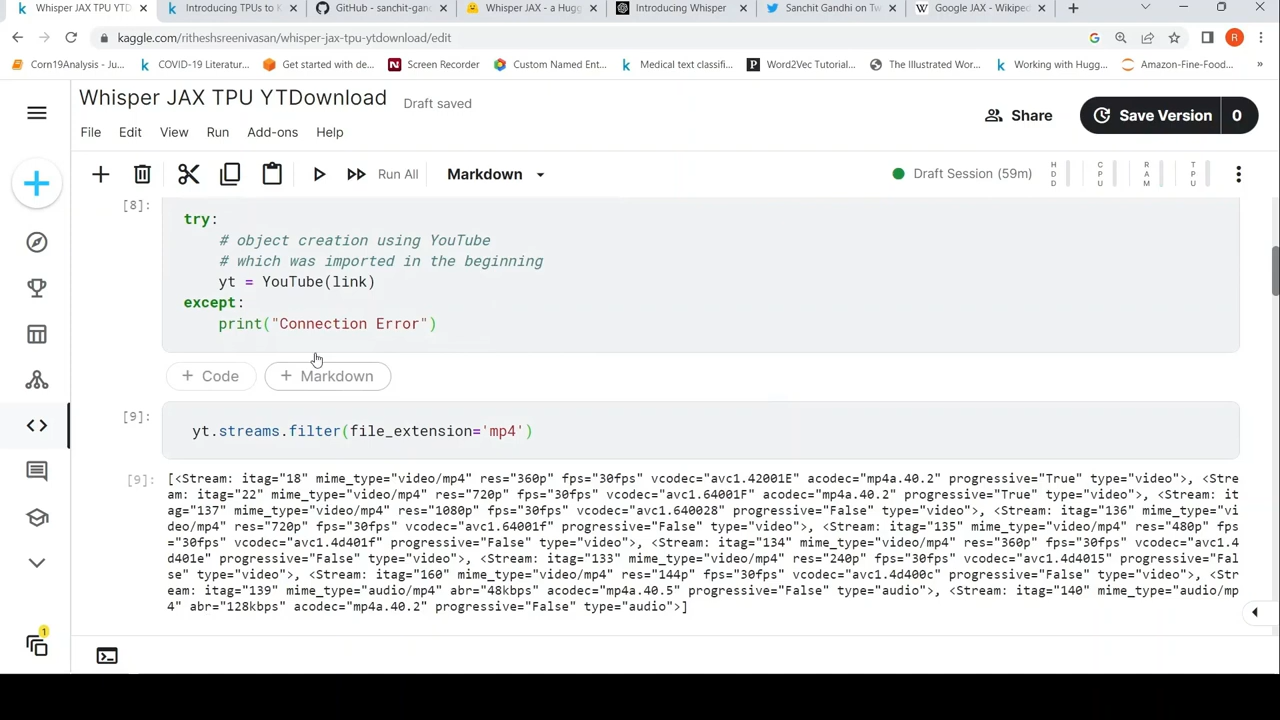 Whisper JAX TPU YTD
Introducing TPUs to K
GitHub - sanchit-gan
Whisper JAX - a Hugg
Introducing Whisper
Sanchit Gandhi on Tw
Google JAX - Wikiped
kaggle.com/ritheshsreenivasan/whisper-jax-tpu-ytdownload/edit
R
Corn19Analysis - Ju...
COVID-19 Literatur...
Get started with de...
Screen Recorder
Custom Named Ent...
Medical text classifi...
Word2Vec Tutorial...
The Illustrated Wor...
Working with Hugg...
Amazon-Fine-Food...
»
Whisper JAX TPU YTDownload
Draft saved
Share
Save Version
0
File
Edit
View
Run
Add-ons
Help
Run All
Markdown
Draft Session (59m)
HDD
CPU
RAM
TPU
[8]:
try:
# object creation using YouTube
# which was imported in the beginning
yt = YouTube(link)
except:
print("Connection Error")
+ Code
+ Markdown
[9]:
yt.streams.filter(file_extension='mp4')
[9]:
[<Stream: itag="18" mime_type="video/mp4" res="360p" fps="30fps" vcodec="avc1.42001E" acodec="mp4a.40.2" progressive="True" type="video">, <Stre
am: itag="22" mime_type="video/mp4" res="720p" fps="30fps" vcodec="avc1.64001F" acodec="mp4a.40.2" progressive="True" type="video">, <Stream: it
ag="137" mime_type="video/mp4" res="1080p" fps="30fps" vcodec="avc1.640028" progressive="False" type="video">, <Stream: itag="136" mime_type="vi
deo/mp4" res="720p" fps="30fps" vcodec="avc1.64001f" progressive="False" type="video">, <Stream: itag="135" mime_type="video/mp4" res="480p" fps
="30fps" vcodec="avc1.4d401f" progressive="False" type="video">, <Stream: itag="134" mime_type="video/mp4" res="360p" fps="30fps" vcodec="avc1.4
d401e" progressive="False" type="video">, <Stream: itag="133" mime_type="video/mp4" res="240p" fps="30fps" vcodec="avc1.4d4015" progressive="Fal
se" type="video">, <Stream: itag="160" mime_type="video/mp4" res="144p" fps="30fps" vcodec="avc1.4d400c" progressive="False" type="video">, <Str
eam: itag="139" mime_type="audio/mp4" abr="48kbps" acodec="mp4a.40.5" progressive="False" type="audio">, <Stream: itag="140" mime_type="audio/mp
4" abr="128kbps" acodec="mp4a.40.2" progressive="False" type="audio">]
1